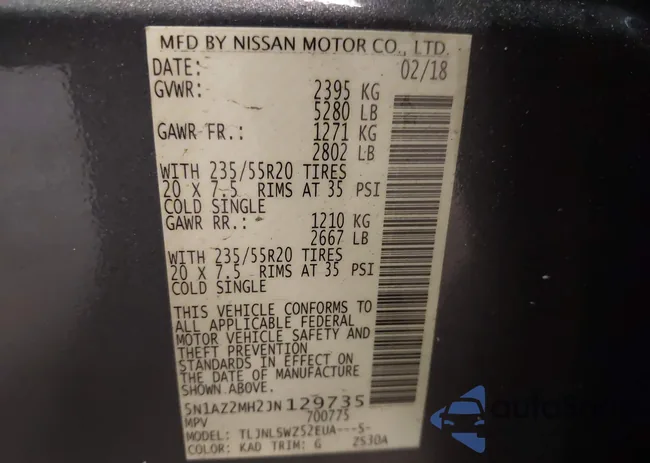 MFD BY NISSAN MOTOR CO., LTD.
DATE: 02/18
GVWR: 2395 KG
5280 LB
GAWR FR.: 1271 KG
2802 LB
WITH 235/55R20 TIRES
20 X 7.5 RIMS AT 35 PSI
COLD SINGLE
GAWR RR.: 1210 KG
2667 LB
WITH 235/55R20 TIRES
20 X 7.5 RIMS AT 35 PSI
COLD SINGLE
THIS VEHICLE CONFORMS TO
ALL APPLICABLE FEDERAL
MOTOR VEHICLE SAFETY AND
THEFT PREVENTION
STANDARDS IN EFFECT ON
THE DATE OF MANUFACTURE
SHOWN ABOVE.
5N1AZ2MH2JN129735
MPV 700775
MODEL: TLJNLSWZ52EUA---S-
COLOR: KAD TRIM: G 2530A